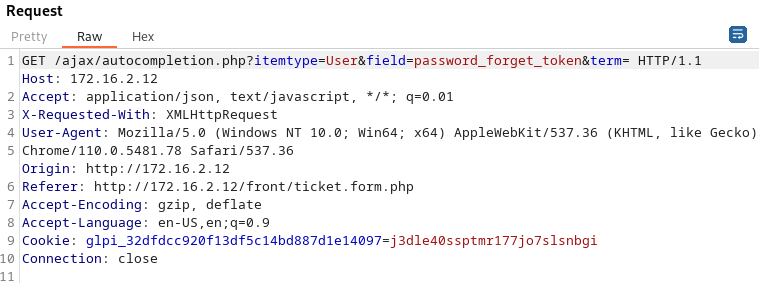 Request
Pretty Raw Hex
1 GET /ajax/autocompletion.php?itemtype=User&field=password_forget_token&term= HTTP/1.1
Host: 172.16.2.12
2 Accept: application/json, text/javascript, */*; q=0.01
3 X-Requested-With: XMLHttpRequest
4 User-Agent: Mozilla/5.0 (Windows NT 10.0; Win64; x64) AppleWebKit/537.36 (KHTML, like Gecko)
5 Chrome/110.0.5481.78 Safari/537.36
Origin: http://172.16.2.12
6 Referer: http://172.16.2.12/front/ticket.form.php
7 Accept-Encoding: gzip, deflate
8 Accept-Language: en-US,en;q=0.9
9 Cookie: glpi_32dfdcc920f13df5c14bd887d1e14097=j3dle40ssptmr177jo7slsnbgi
10 Connection: close
11